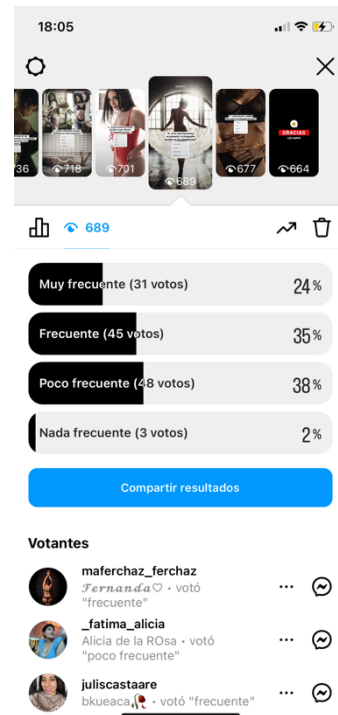 18:05
36
718
701
689
677
GRACIAS
664
689
Muy frecuente (31 votos)
24%
Frecuente (45 votos)
35%
Poco frecuente (48 votos)
38%
Nada frecuente (3 votos)
2%
Compartir resultados
Votantes
maferchaz_ferchaz
𝓕𝓮𝓻𝓷𝓪𝓷𝓭𝓪♡ • votó
"frecuente"
_fatima_alicia
Alicia de la ROsa • votó
"poco frecuente"
juliscastaare
bkueaca🥀 • votó "frecuente"